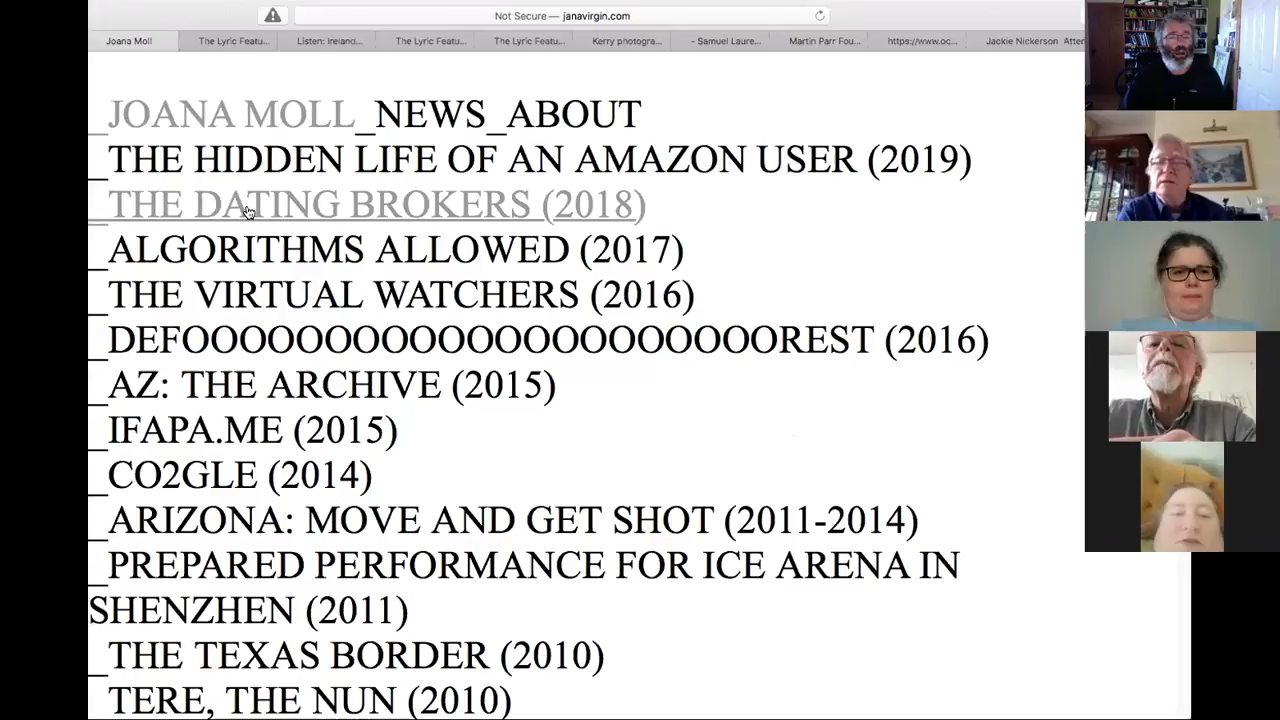 Not Secure — janavirgin.com
Joana Moll
The Lyric Featu...
Listen: Ireland...
The Lyric Featu...
The Lyric Featu...
Kerry photogra...
- Samuel Laure...
Martin Parr Fou...
https://www.oc...
Jackie Nickerson
_JOANA MOLL_NEWS_ABOUT
_THE HIDDEN LIFE OF AN AMAZON USER (2019)
_THE DATING BROKERS (2018)
_ALGORITHMS ALLOWED (2017)
_THE VIRTUAL WATCHERS (2016)
_DEFOOOOOOOOOOOOOOOOOOOOOREST (2016)
_AZ: THE ARCHIVE (2015)
_IFAPA.ME (2015)
_CO2GLE (2014)
_ARIZONA: MOVE AND GET SHOT (2011-2014)
_PREPARED PERFORMANCE FOR ICE ARENA IN
SHENZHEN (2011)
_THE TEXAS BORDER (2010)
_TERE, THE NUN (2010)